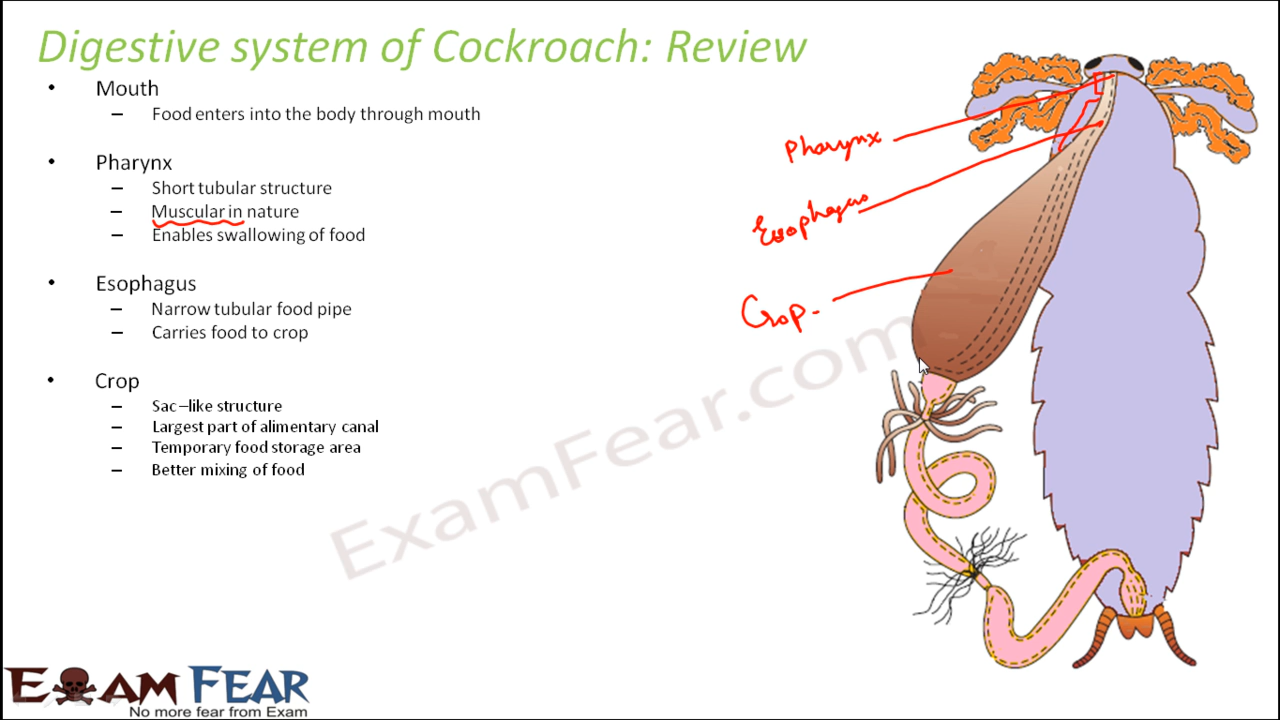 Digestive system of Cockroach: Review
• Mouth
– Food enters into the body through mouth
• Pharynx
– Short tubular structure
– Muscular in nature
– Enables swallowing of food
• Esophagus
– Narrow tubular food pipe
– Carries food to crop
• Crop
– Sac–like structure
– Largest part of alimentary canal
– Temporary food storage area
– Better mixing of food
Pharynx
Esophagus
Crop.
ExamFear.com
EXAM FEAR
No more fear from Exam